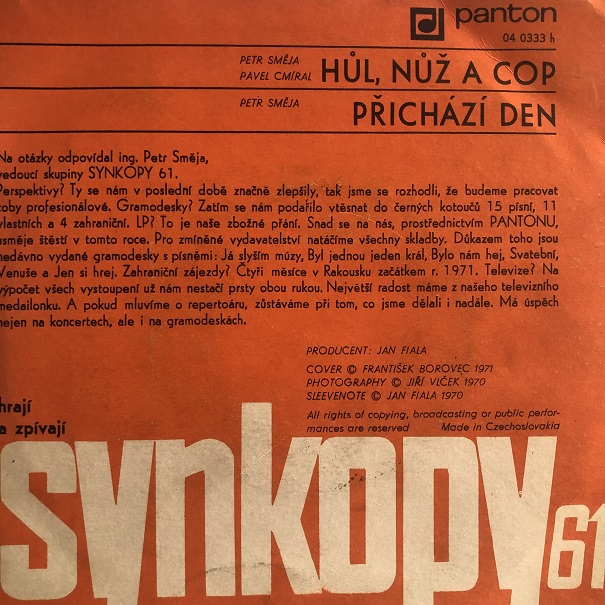 panton
04 0333 h
PETR SMĚJA
PAVEL CMÍRAL HŮL, NŮŽ A COP
PETR SMĚJA PŘICHÁZÍ DEN
Na otázky odpovídal ing. Petr Směja,
vedoucí skupiny SYNKOPY 61.
Perspektivy? Ty se nám v poslední době značně zlepšily, tak jsme se rozhodli, že budeme pracovat
coby profesionálové. Gramodesky? Zatím se nám podařilo vtěsnat do černých kotoučů 15 písní, 11
vlastních a 4 zahraniční. LP? To je naše zbožné přání. Snad se na nás, prostřednictvím PANTONU,
usměje štěstí v tomto roce. Pro zmíněné vydavatelství natáčíme všechny skladby. Důkazem toho jsou
nedávno vydané gramodesky s písněmi: Já slyším múzy, Byl jednou jeden král, Bylo nám hej, Svatební,
Venuše a Jen si hrej. Zahraniční zájezdy? Čtyři měsíce v Rakousku začátkem r. 1971. Televize? Na
výpočet všech vystoupení už nám nestačí prsty obou rukou. Největší radost máme z našeho televizního
medailonku. A pokud mluvíme o repertoáru, zůstáváme při tom, co jsme dělali i nadále. Má úspěch
nejen na koncertech, ale i na gramodeskách.
PRODUCENT: JAN FIALA
COVER © FRANTIŠEK BOROVEC 1971
PHOTOGRAPHY © JIŘÍ VLČEK 1970
SLEEVENOTE © JAN FIALA 1970
All rights of copying, broadcasting or public perfor-
mances are reserved Made in Czechoslovakia
hrají
a zpívají
synkopy 61